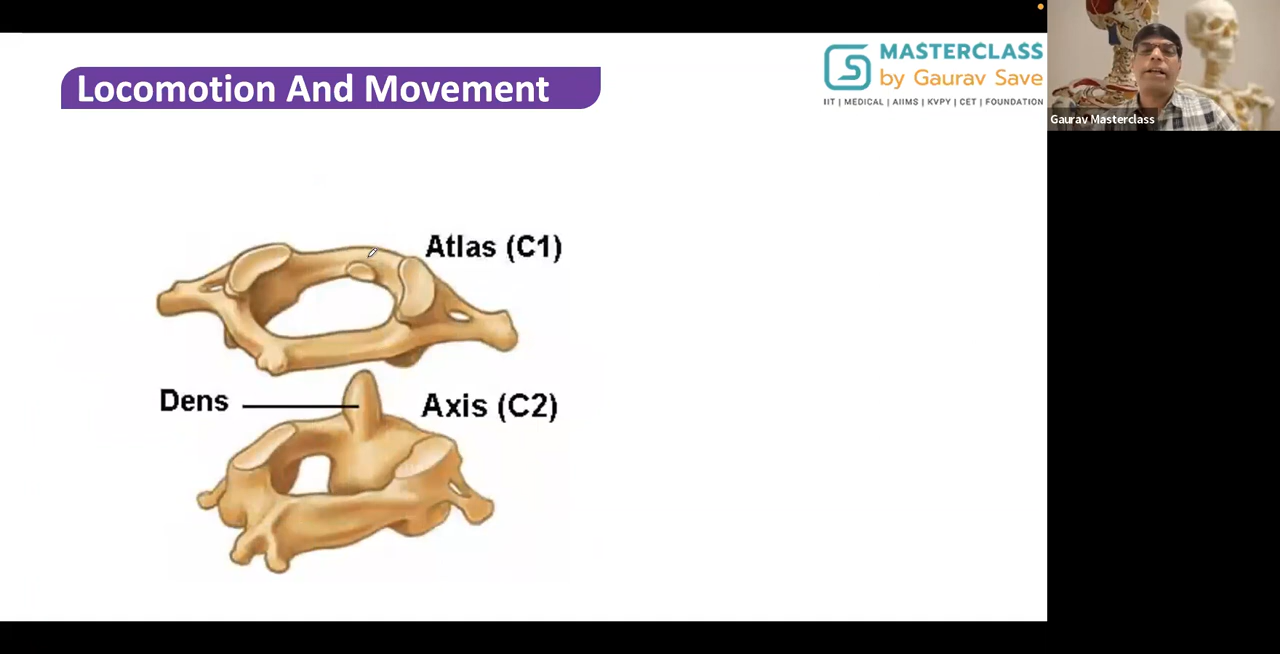 Locomotion And Movement
MASTERCLASS
by Gaurav Save
IIT | MEDICAL | AIIMS | KVPY | CET | FOUNDATION
Gaurav Masterclass
Atlas (C1)
Dens
Axis (C2)